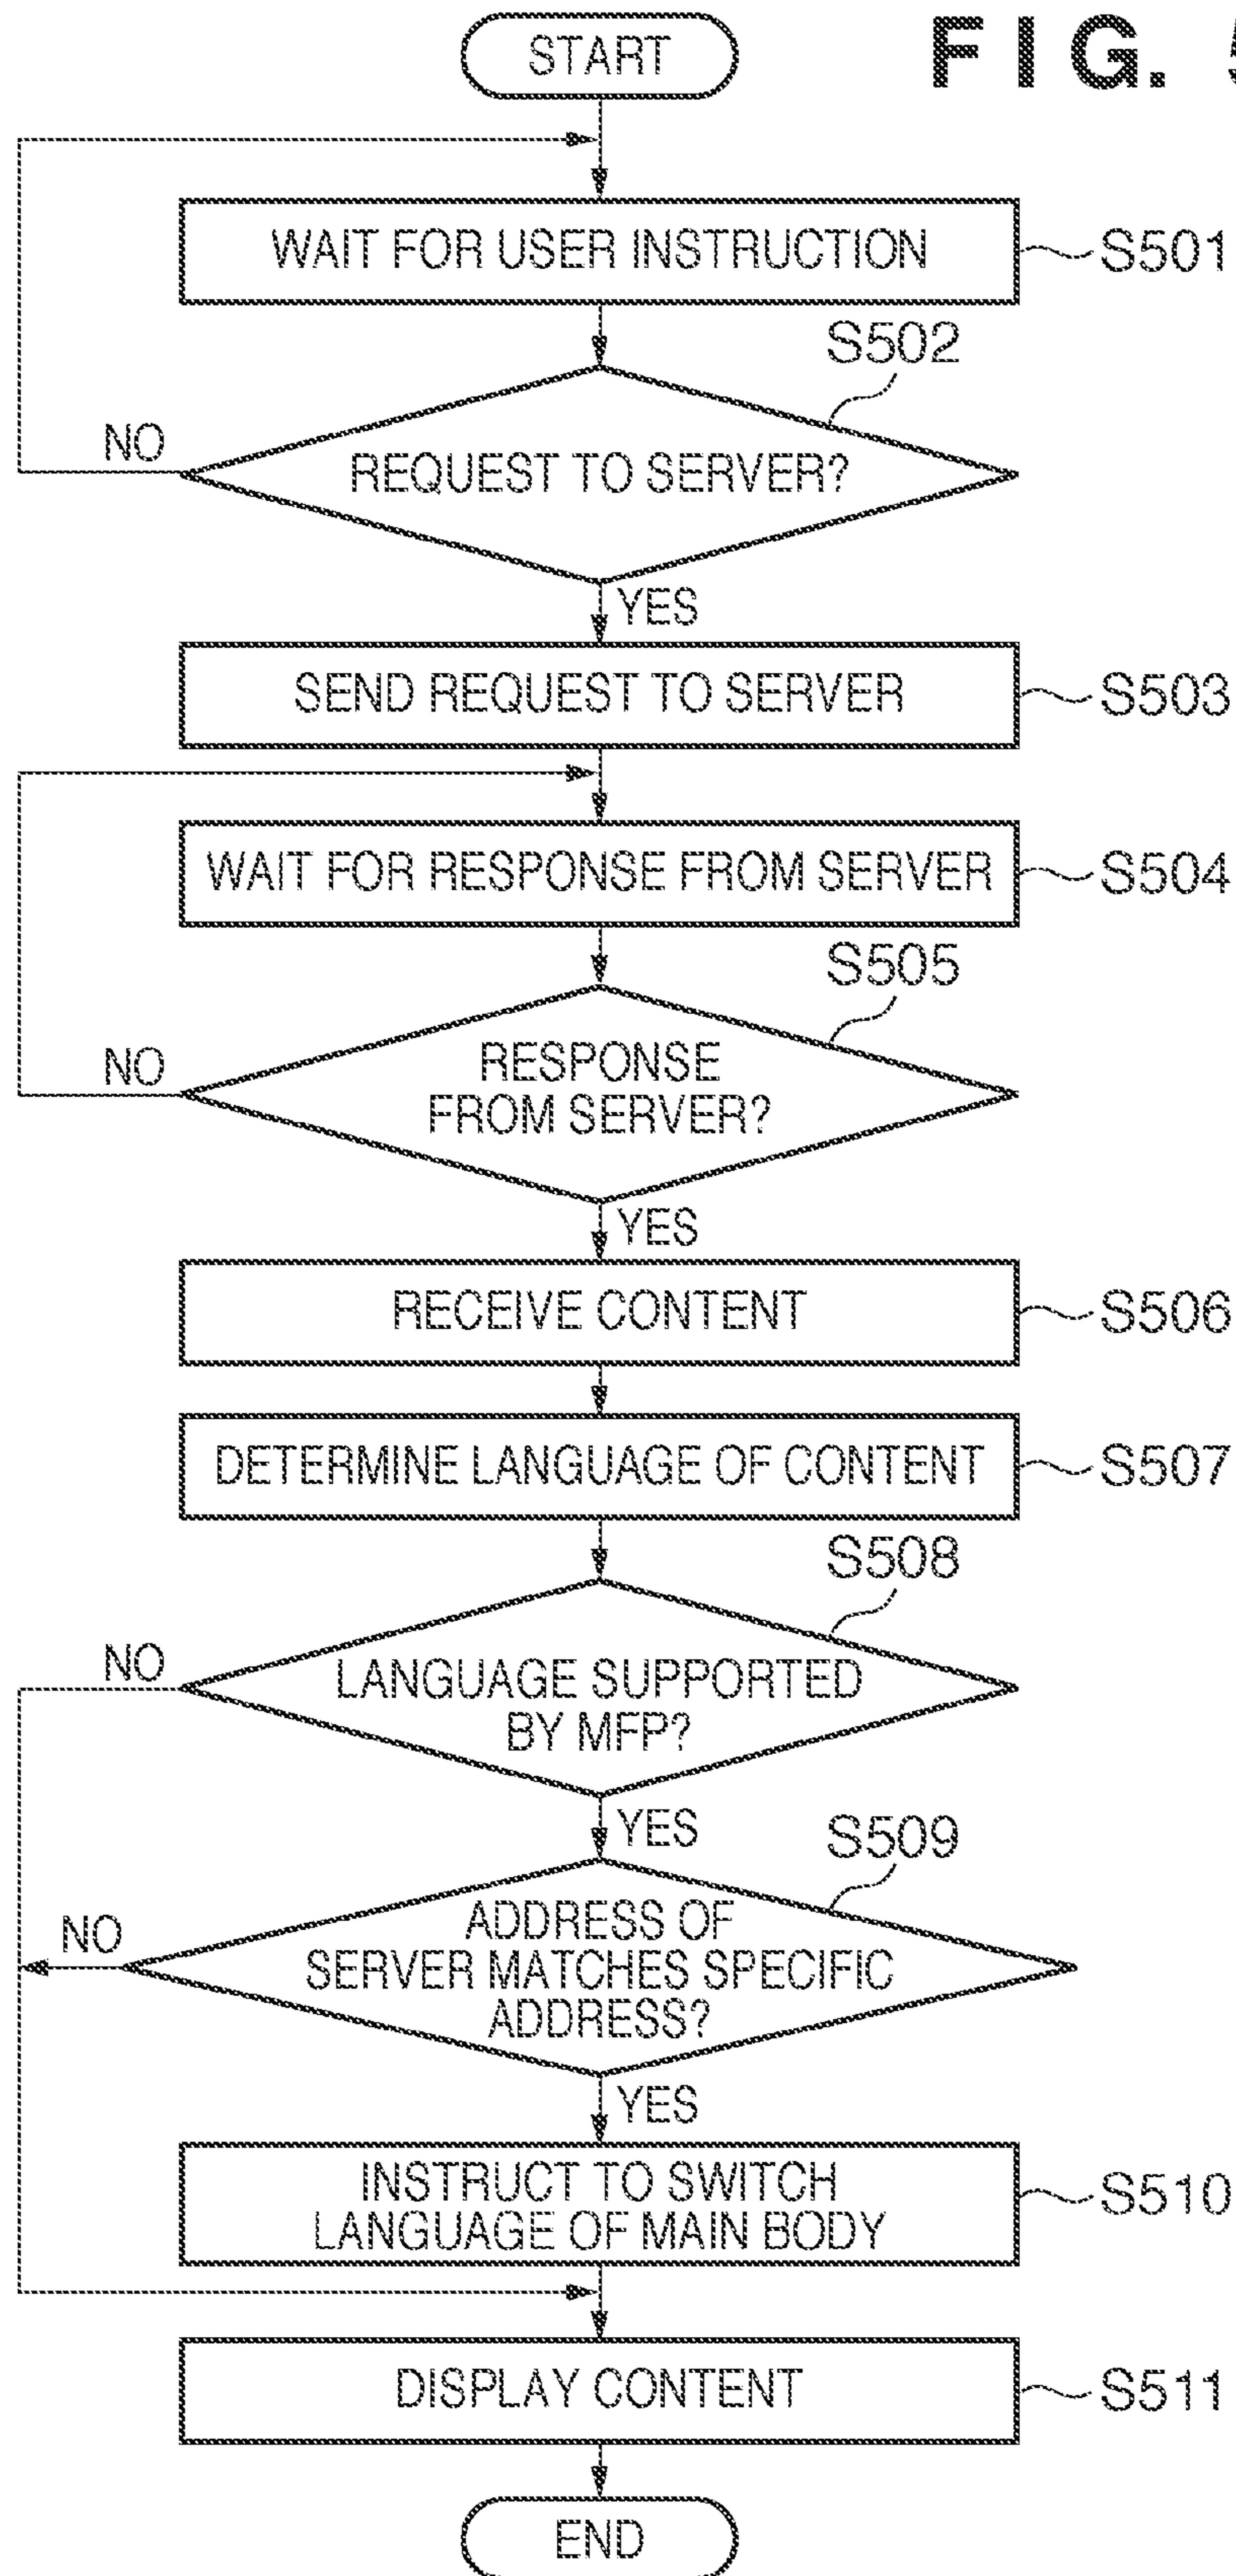 START
FIG. 5
WAIT FOR USER INSTRUCTION
S501
S502
NO
REQUEST TO SERVER?
YES
SEND REQUEST TO SERVER
S503
WAIT FOR RESPONSE FROM SERVER
S504
S505
NO
RESPONSE
FROM SERVER?
YES
RECEIVE CONTENT
S506
DETERMINE LANGUAGE OF CONTENT
S507
S508
NO
LANGUAGE SUPPORTED
BY MFP?
YES
S509
NO
ADDRESS OF
SERVER MATCHES SPECIFIC
ADDRESS?
YES
INSTRUCT TO SWITCH
LANGUAGE OF MAIN BODY
S510
DISPLAY CONTENT
S511
END